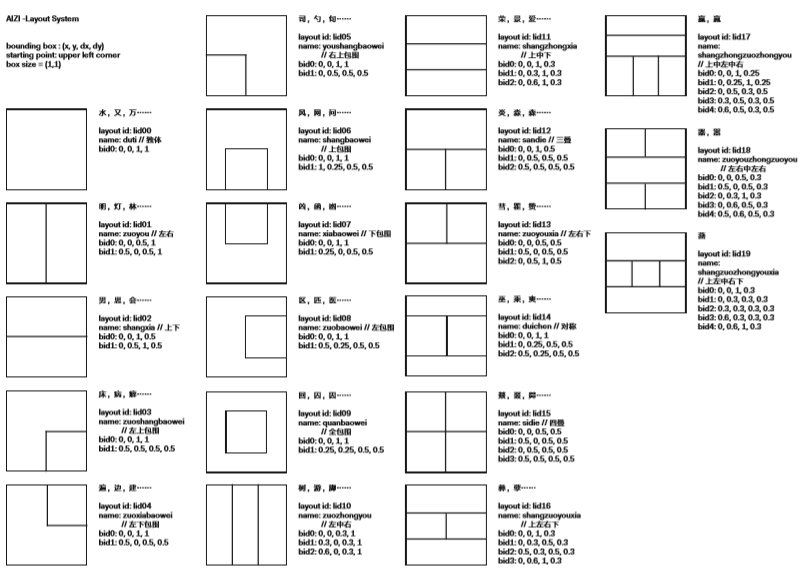 AIZI -Layout System
bounding box : (x, y, dx, dy)
starting point: upper left corner
box size = (1,1)
水，又，万······
layout id: lid00
name: duti // 独体
bid0: 0, 0, 1, 1
明，灯，林······
layout id: lid01
name: zuoyou // 左右
bid0: 0, 0, 0.5, 1
bid1: 0.5, 0, 0.5, 1
男，思，会······
layout id: lid02
name: shangxia // 上下
bid0: 0, 0, 1, 0.5
bid1: 0, 0.5, 1, 0.5
床，病，廊······
layout id: lid03
name: zuoshangbaowei
// 左上包围
bid0: 0, 0, 1, 1
bid1: 0.5, 0.5, 0.5, 0.5
遍，边，建······
layout id: lid04
name: zuoxiabaowei
// 左下包围
bid0: 0, 0, 1, 1
bid1: 0.5, 0, 0.5, 0.5
司，勺，旬······
layout id: lid05
name: youshangbaowei
// 右上包围
bid0: 0, 0, 1, 1
bid1: 0, 0.5, 0.5, 0.5
风，网，问······
layout id: lid06
name: shangbaowei
// 上包围
bid0: 0, 0, 1, 1
bid1: 1, 0.25, 0.5, 0.5
凶，函，
layout id: lid07
name: xiabaowei // 下包围
bid0: 0, 0, 1, 1
bid1: 0.25, 0, 0.5, 0.5
区，匹，医······
layout id: lid08
name: zuobaowei // 左包围
bid0: 0, 0, 1, 1
bid1: 0.5, 0.25, 0.5, 0.5
回，囚，因······
layout id: lid09
name: quanbaowei
// 全包围
bid0: 0, 0, 1, 1
bid1: 0.25, 0.25, 0.5, 0.5
树，游，脚······
layout id: lid10
name: zuozhongyou
// 左中右
bid0: 0, 0, 0.3, 1
bid1: 0.3, 0, 0.3, 1
bid2: 0.6, 0, 0.3, 1
荣，景，爱······
layout id: lid11
name: shangzhongxia
// 上中下
bid0: 0, 0, 1, 0.3
bid1: 0, 0.3, 1, 0.3
bid2: 0, 0.6, 1, 0.3
炎，淼，森······
layout id: lid12
name: sandie // 三叠
bid0: 0, 0, 1, 0.5
bid1: 0, 0.5, 0.5, 0.5
bid2: 0.5, 0.5, 0.5, 0.5
彗，瞿，赞······
layout id: lid13
name: zuoyouxia // 左右下
bid0: 0, 0, 0.5, 0.5
bid1: 0.5, 0, 0.5, 0.5
bid2: 0, 0.5, 1, 0.5
巫，乘，爽······
layout id: lid14
name: duichen // 对称
bid0: 0, 0, 1, 1
bid1: 0, 0.25, 0.5, 0.5
bid2: 0.5, 0.25, 0.5, 0.5
layout id: lid15
name: sidie // 四叠
bid0: 0, 0, 0.5, 0.5
bid1: 0.5, 0, 0.5, 0.5
bid2: 0, 0.5, 0.5, 0.5
bid3: 0.5, 0.5, 0.5, 0.5
layout id: lid16
name: shangzuoyouxia
// 上左右下
bid0: 0, 0, 1, 0.3
bid1: 0, 0.3, 0.5, 0.3
bid2: 0.5, 0.3, 0.5, 0.3
bid3: 0, 0.6, 1, 0.3
layout id: lid17
name:
shangzhongzuozhongyou
// 上中左中右
bid0: 0, 0, 1, 0.25
bid1: 0, 0.25, 1, 0.25
bid2: 0, 0.5, 0.3, 0.5
bid3: 0.3, 0.5, 0.3, 0.5
bid4: 0.6, 0.5, 0.3, 0.5
layout id: lid18
name: zuoyouzhongzuoyou
// 左右中左右
bid0: 0, 0, 0.5, 0.3
bid1: 0.5, 0, 0.5, 0.3
bid2: 0, 0.3, 1, 0.3
bid3: 0, 0.6, 0.5, 0.3
bid4: 0.5, 0.6, 0.5, 0.3
layout id: lid19
name:
shangzuozhongyouxia
// 上左中右下
bid0: 0, 0, 1, 0.3
bid1: 0, 0.3, 0.3, 0.3
bid2: 0.3, 0.3, 0.3, 0.3
bid3: 0.6, 0.3, 0.3, 0.3
bid4: 0, 0.6, 1, 0.3